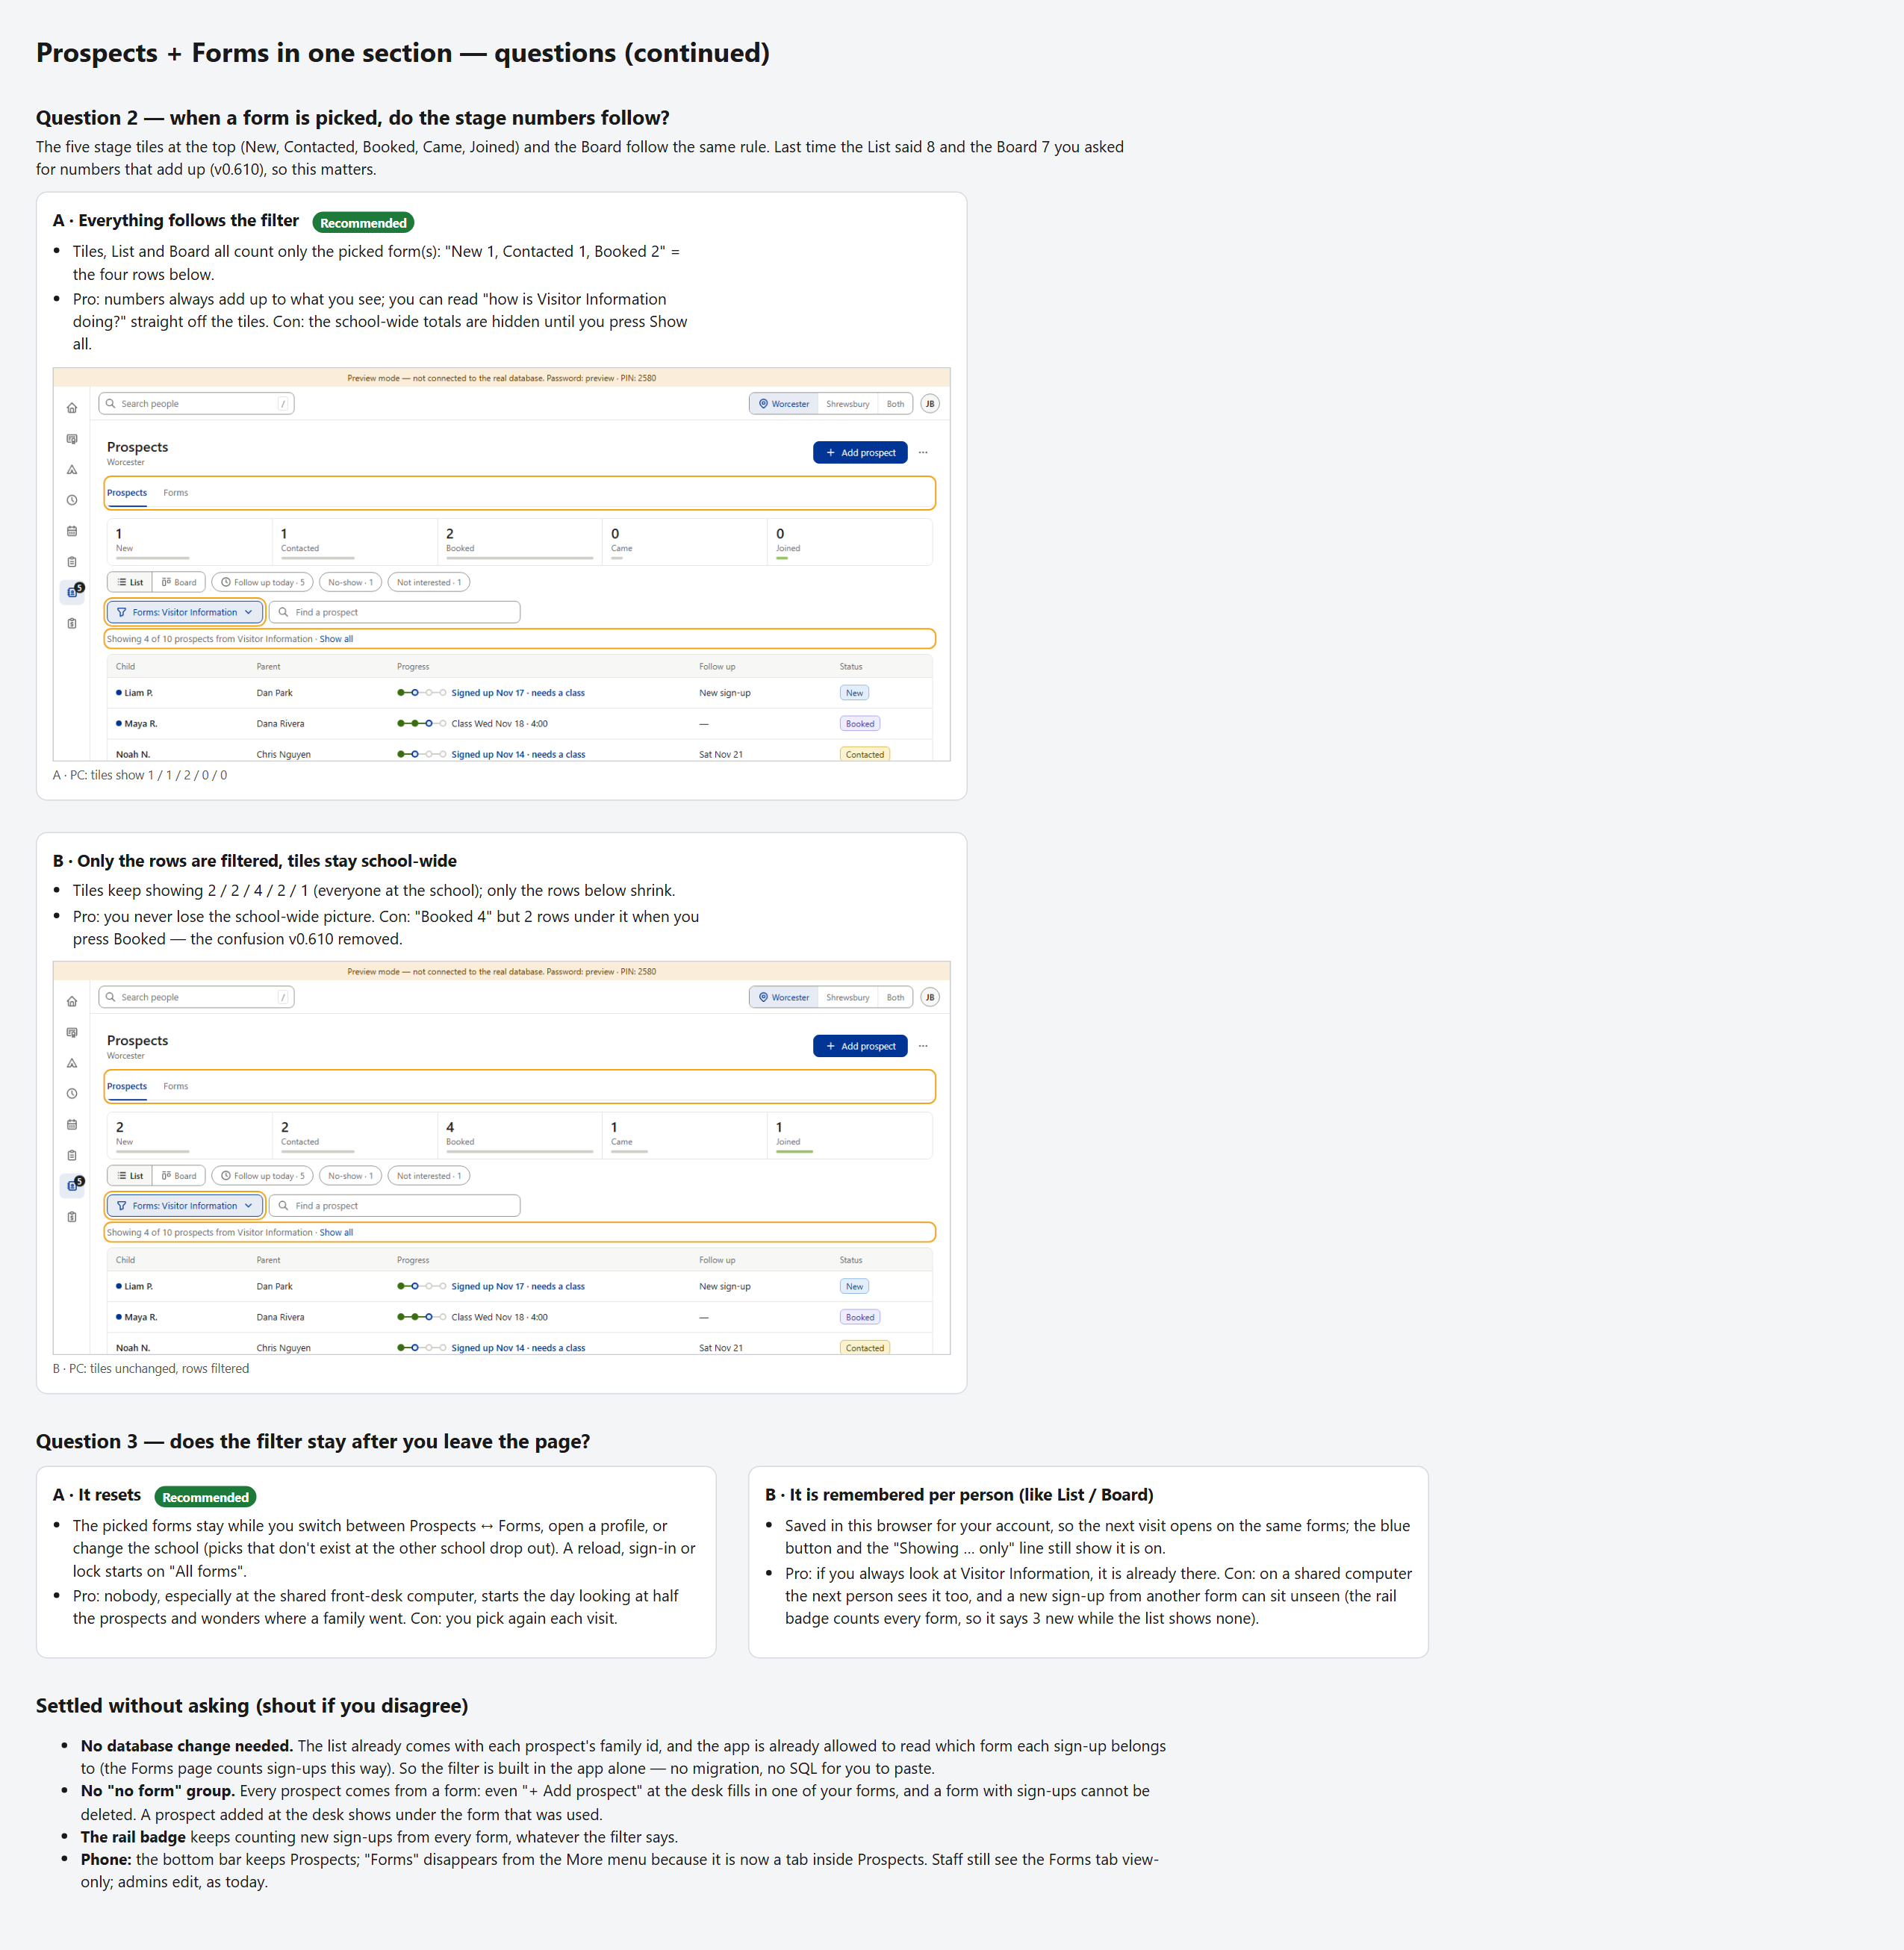 Prospects + Forms in one section — questions (continued)
Question 2 — when a form is picked, do the stage numbers follow?
The five stage tiles at the top (New, Contacted, Booked, Came, Joined) and the Board follow the same rule. Last time the List said 8 and the Board 7 you asked
for numbers that add up (v0.610), so this matters.
A · Everything follows the filter Recommended
• Tiles, List and Board all count only the picked form(s): "New 1, Contacted 1, Booked 2" =
the four rows below.
• Pro: numbers always add up to what you see; you can read "how is Visitor Information
doing?" straight off the tiles. Con: the school-wide totals are hidden until you press Show
all.
Preview mode — not connected to the real database. Password: preview · PIN: 2580
Search people /
Worcester Shrewsbury Both JB
Prospects
Worcester
+ Add prospect ...
Prospects Forms
1 1 2 0 0
New Contacted Booked Came Joined
List Board Follow up today · 5 No-show · 1 Not interested · 1
5
Forms: Visitor Information Find a prospect
Showing 4 of 10 prospects from Visitor Information · Show all
Child Parent Progress Follow up Status
Liam P. Dan Park Signed up Nov 17 · needs a class New sign-up New
Maya R. Dana Rivera Class Wed Nov 18 · 4:00 — Booked
Noah N. Chris Nguyen Signed up Nov 14 · needs a class Sat Nov 21 Contacted
A · PC: tiles show 1 / 1 / 2 / 0 / 0
B · Only the rows are filtered, tiles stay school-wide
• Tiles keep showing 2 / 2 / 4 / 2 / 1 (everyone at the school); only the rows below shrink.
• Pro: you never lose the school-wide picture. Con: "Booked 4" but 2 rows under it when you
press Booked — the confusion v0.610 removed.
Preview mode — not connected to the real database. Password: preview · PIN: 2580
Search people /
Worcester Shrewsbury Both JB
Prospects
Worcester
+ Add prospect ...
Prospects Forms
2 2 4 1 1
New Contacted Booked Came Joined
List Board Follow up today · 5 No-show · 1 Not interested · 1
5
Forms: Visitor Information Find a prospect
Showing 4 of 10 prospects from Visitor Information · Show all
Child Parent Progress Follow up Status
Liam P. Dan Park Signed up Nov 17 · needs a class New sign-up New
Maya R. Dana Rivera Class Wed Nov 18 · 4:00 — Booked
Noah N. Chris Nguyen Signed up Nov 14 · needs a class Sat Nov 21 Contacted
B · PC: tiles unchanged, rows filtered
Question 3 — does the filter stay after you leave the page?
A · It resets Recommended
• The picked forms stay while you switch between Prospects ↔ Forms, open a profile, or
change the school (picks that don't exist at the other school drop out). A reload, sign-in or
lock starts on "All forms".
• Pro: nobody, especially at the shared front-desk computer, starts the day looking at half
the prospects and wonders where a family went. Con: you pick again each visit.
B · It is remembered per person (like List / Board)
• Saved in this browser for your account, so the next visit opens on the same forms; the blue
button and the "Showing ... only" line still show it is on.
• Pro: if you always look at Visitor Information, it is already there. Con: on a shared computer
the next person sees it too, and a new sign-up from another form can sit unseen (the rail
badge counts every form, so it says 3 new while the list shows none).
Settled without asking (shout if you disagree)
• No database change needed. The list already comes with each prospect's family id, and the app is already allowed to read which form each sign-up belongs
to (the Forms page counts sign-ups this way). So the filter is built in the app alone — no migration, no SQL for you to paste.
• No "no form" group. Every prospect comes from a form: even "+ Add prospect" at the desk fills in one of your forms, and a form with sign-ups cannot be
deleted. A prospect added at the desk shows under the form that was used.
• The rail badge keeps counting new sign-ups from every form, whatever the filter says.
• Phone: the bottom bar keeps Prospects; "Forms" disappears from the More menu because it is now a tab inside Prospects. Staff still see the Forms tab view-
only; admins edit, as today.